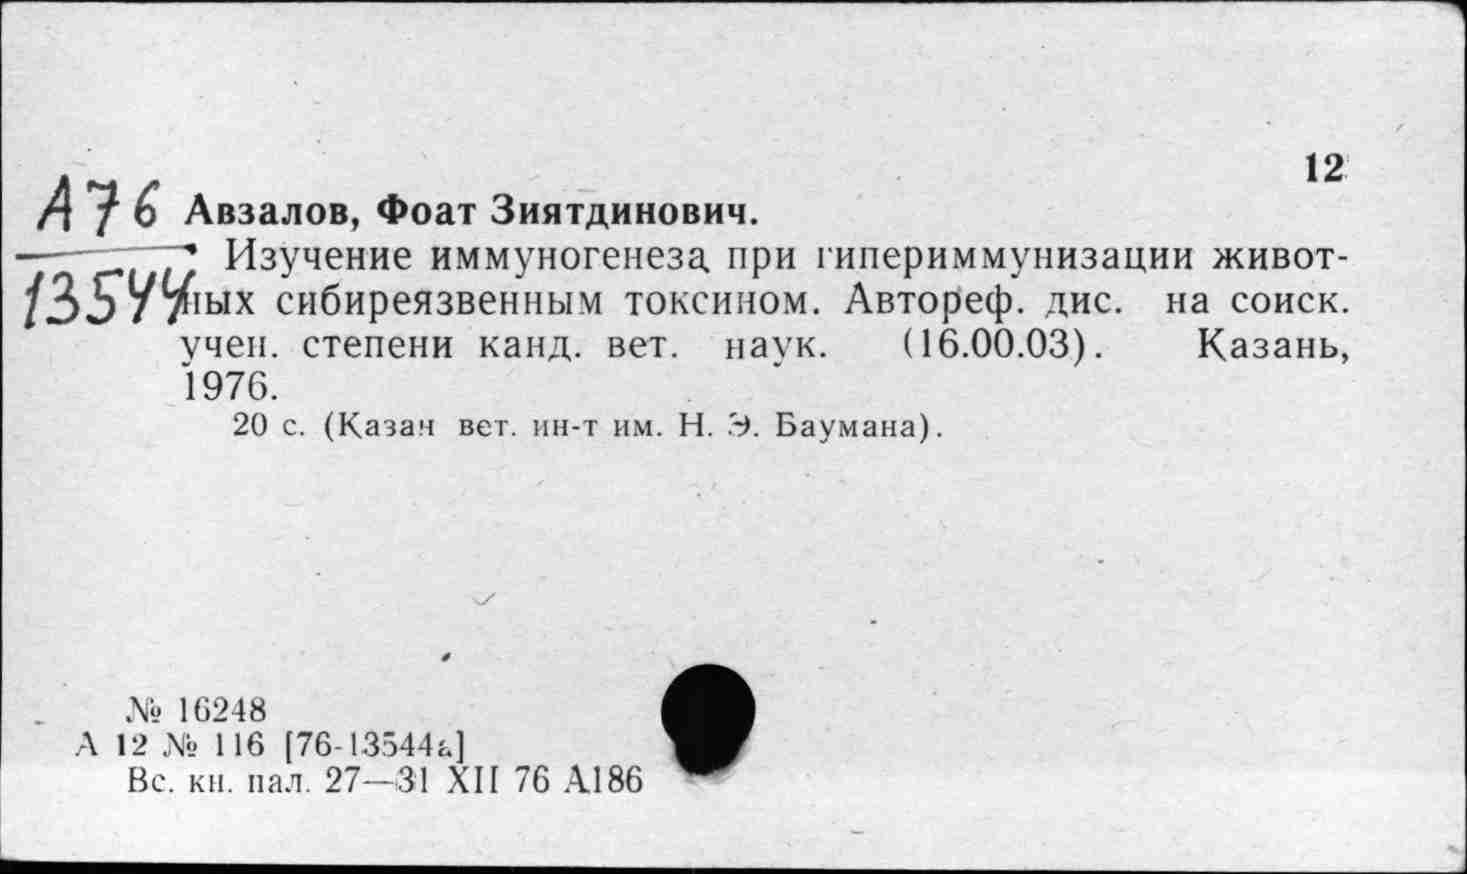 12
А76 Авзалов, Фоат Зиятдинович.
Изучение иммуногенеза при гипериммунизации живот-
13544 ных сибиреязвенным токсином. Автореф. дис. на соиск.
учен. степени канд. вет. наук. (16.00.03). Казань,
1976.
20 с. (Казан вет. ин-т им. Н. Э. Баумана).
№ 16248
А 12 № 116 [76-13544а]
Вс. кн. пал. 27—31 XII 76 А186